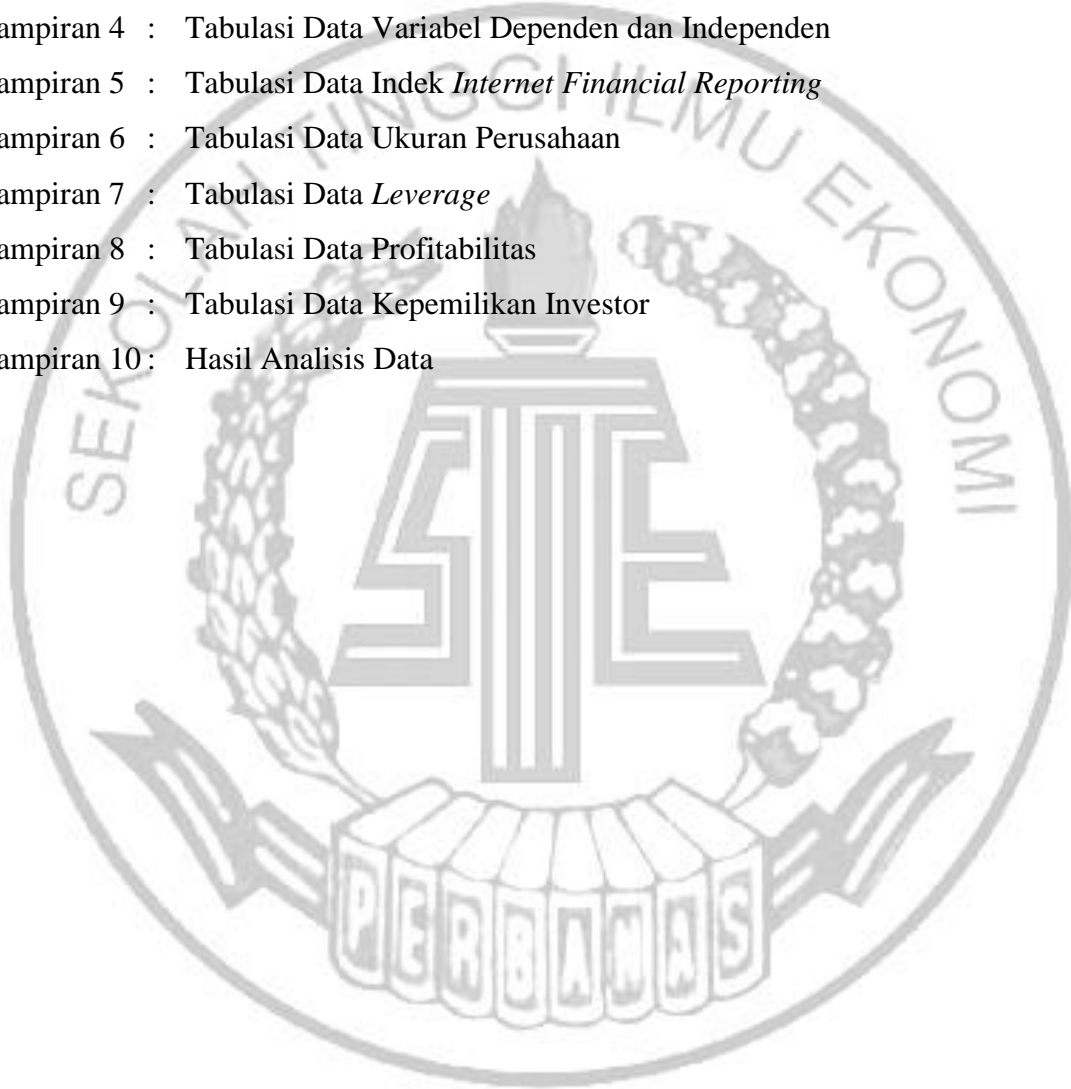 ampiran 4 : Tabulasi Data Variabel Dependen dan Independen
ampiran 5 : Tabulasi Data Indek Internet Financial Reporting
ampiran 6 : Tabulasi Data Ukuran Perusahaan
ampiran 7 : Tabulasi Data Leverage
ampiran 8 : Tabulasi Data Profitabilitas
ampiran 9 : Tabulasi Data Kepemilikan Investor
ampiran 10 : Hasil Analisis Data
SEKOLAH TINGGI ILMU EKONOMI
STIE
PERBANAS